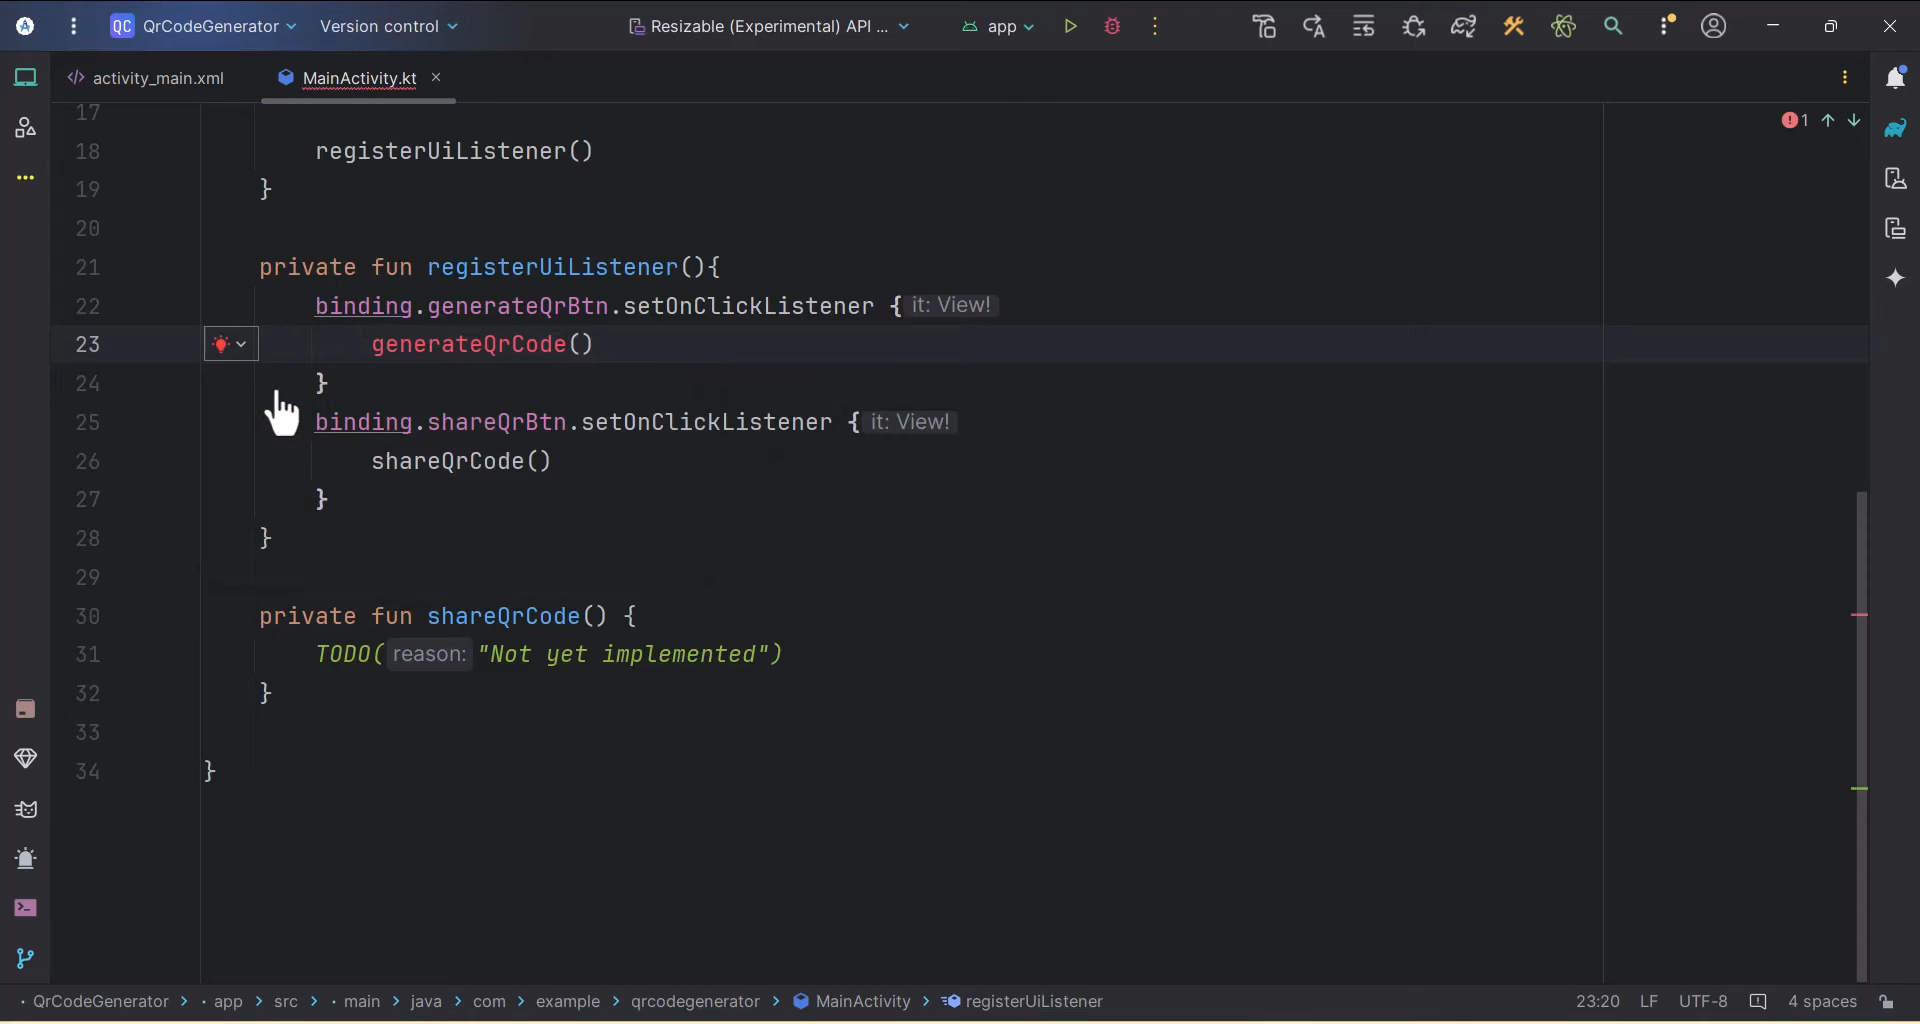 QC QrCodeGenerator Version control Resizable (Experimental) API ... app
activity_main.xml MainActivity.kt
17
1
18 registerUiListener()
19 }
20
21 private fun registerUiListener(){
22 binding.generateQrBtn.setOnClickListener { it: View!
23 generateQrCode()
24 }
25 binding.shareQrBtn.setOnClickListener { it: View!
26 shareQrCode()
27 }
28 }
29
30 private fun shareQrCode() {
31 TODO( reason: "Not yet implemented")
32 }
33
34 }
QrCodeGenerator > app > src > main > java > com > example > qrcodegenerator > MainActivity > registerUiListener 23:20 LF UTF-8 4 spaces